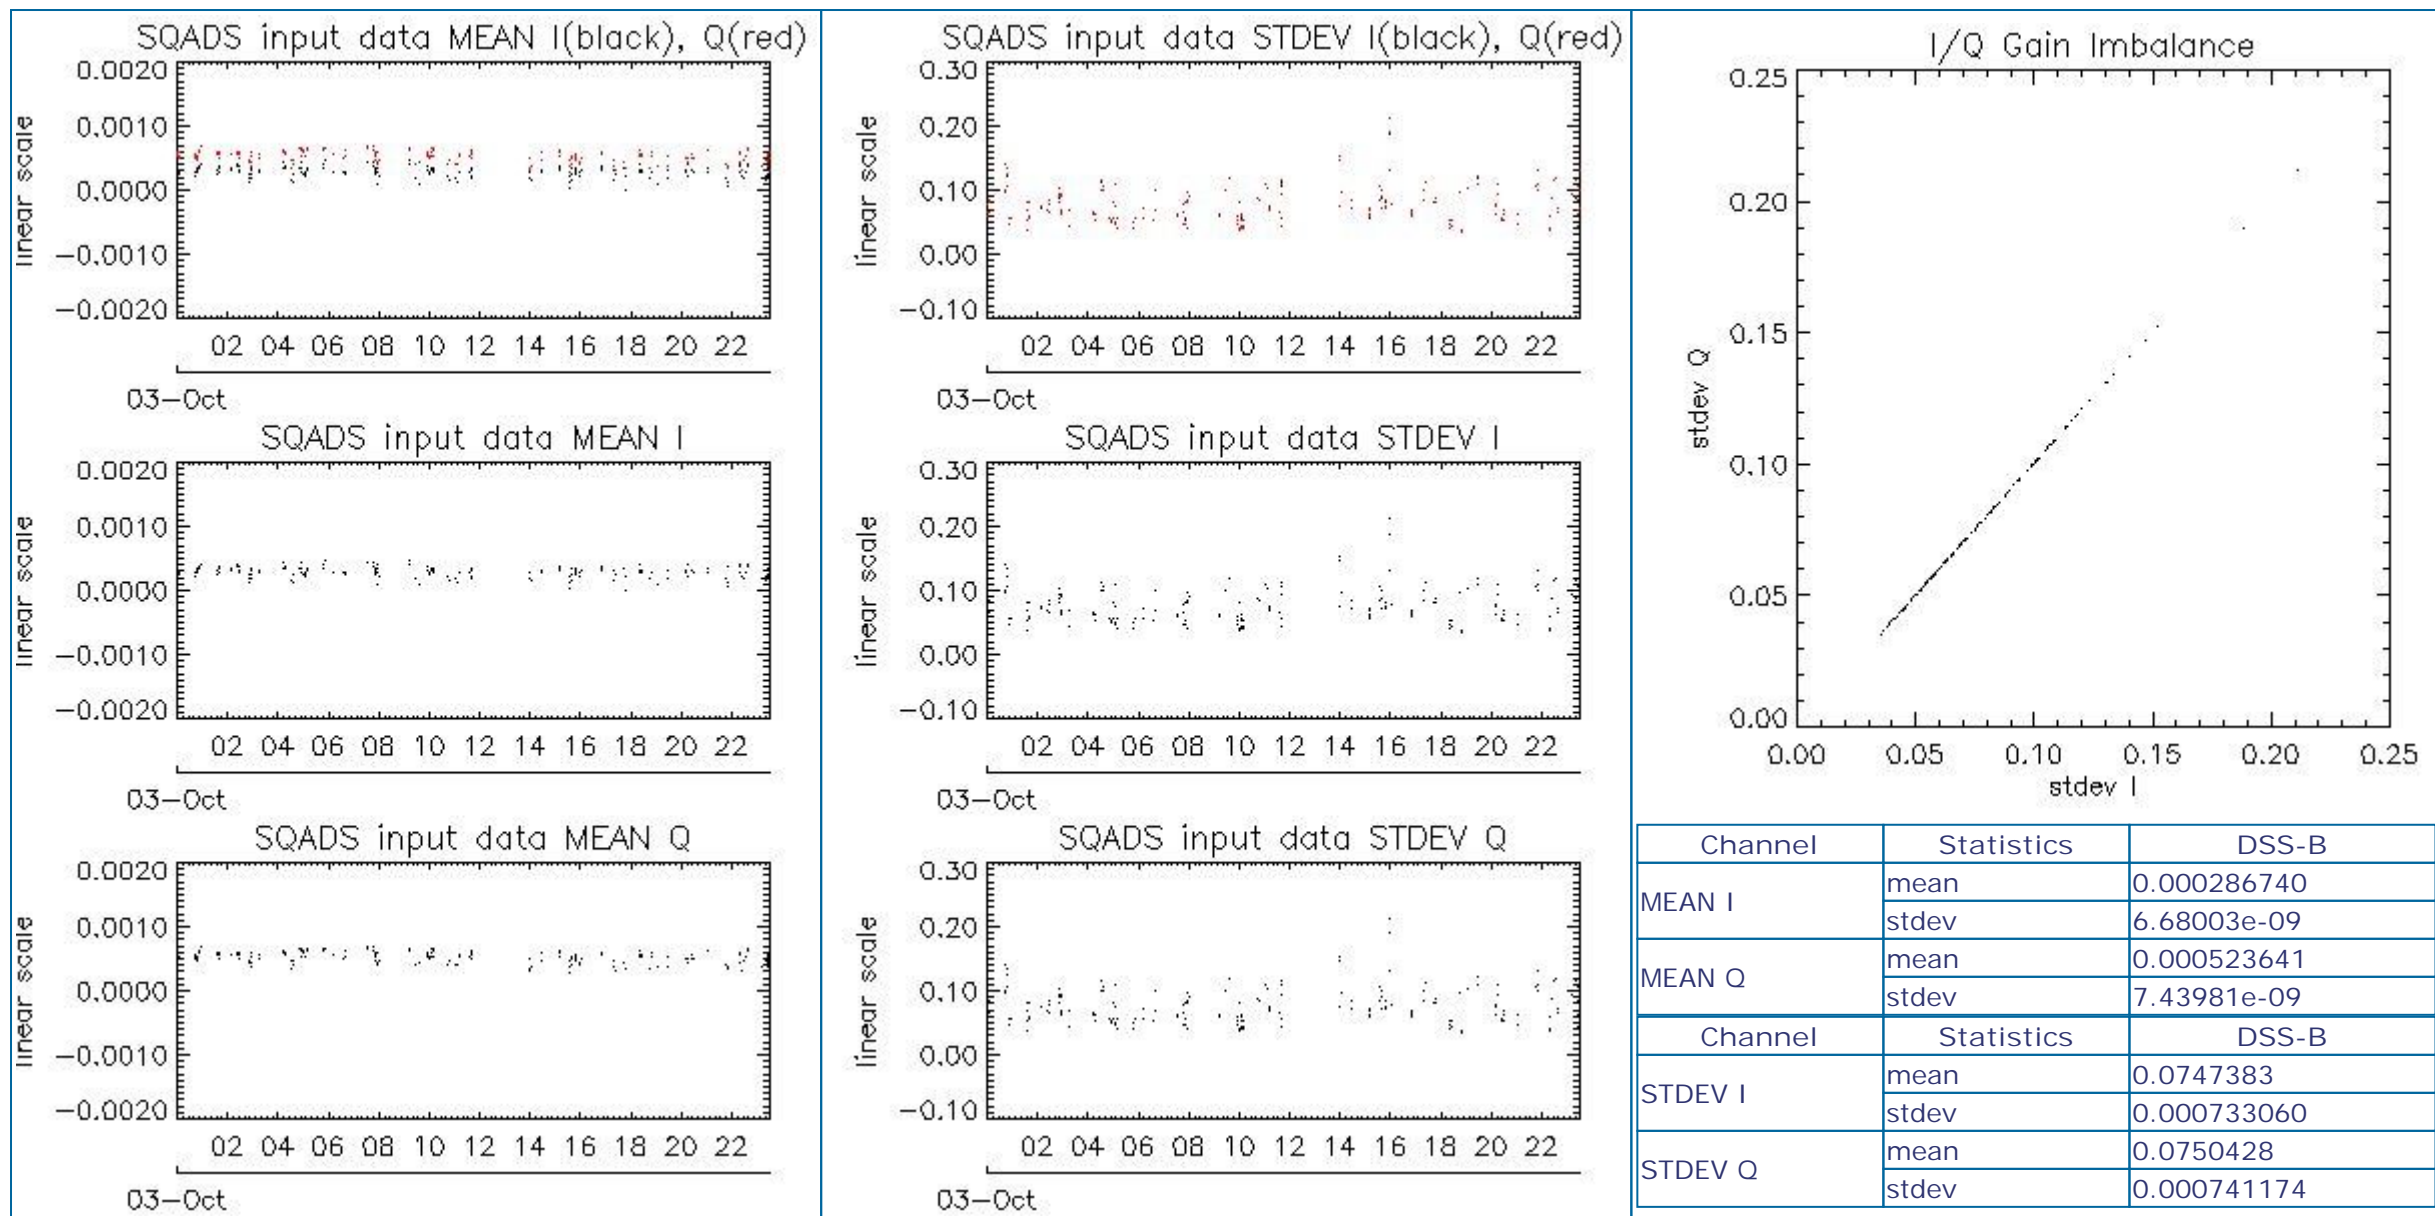 SQADS input data MEAN I(black), Q(red)
linear scale
0.0020
0.0010
0.0000
−0.0010
−0.0020
02 04 06 08 10 12 14 16 18 20 22
03−Oct
SQADS input data MEAN I
linear scale
0.0020
0.0010
0.0000
−0.0010
−0.0020
02 04 06 08 10 12 14 16 18 20 22
03−Oct
SQADS input data MEAN Q
linear scale
0.0020
0.0010
0.0000
−0.0010
−0.0020
02 04 06 08 10 12 14 16 18 20 22
03−Oct
SQADS input data STDEV I(black), Q(red)
linear scale
0.30
0.20
0.10
0.00
−0.10
02 04 06 08 10 12 14 16 18 20 22
03−Oct
SQADS input data STDEV I
linear scale
0.30
0.20
0.10
0.00
−0.10
02 04 06 08 10 12 14 16 18 20 22
03−Oct
SQADS input data STDEV Q
linear scale
0.30
0.20
0.10
0.00
−0.10
02 04 06 08 10 12 14 16 18 20 22
03−Oct
I/Q Gain Imbalance
stdev Q
0.25
0.20
0.15
0.10
0.05
0.00
0.00 0.05 0.10 0.15 0.20 0.25
stdev I
Channel Statistics DSS-B
MEAN I
mean 0.000286740
stdev 6.68003e-09
MEAN Q
mean 0.000523641
stdev 7.43981e-09
Channel Statistics DSS-B
STDEV I
mean 0.0747383
stdev 0.000733060
STDEV Q
mean 0.0750428
stdev 0.000741174